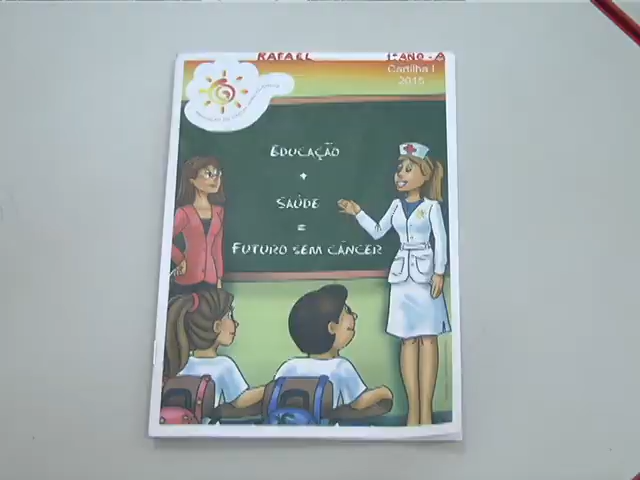 RAFAEL 1º ANO - A
Cartilha I
2015
EDUCAÇÃO
+
SAÚDE
=
FUTURO SEM CÂNCER